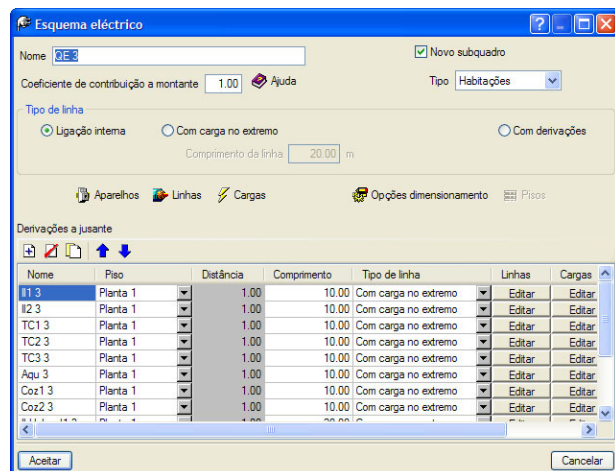 Esquema eléctrico
Nome QE 3
Novo subquadro
Coeficiente de contribuição a montante 1.00 Ajuda
Tipo Habitações
Tipo de linha
Ligação interna Com carga no extremo Com derivações
Comprimento da linha 20.00 m
Aparelhos Linhas Cargas Opções dimensionamento Pisos
Derivações a jusante
Nome Piso Distância Comprimento Tipo de linha Linhas Cargas
Il1 3 Planta 1 1.00 10.00 Com carga no extremo Editar Editar
Il2 3 Planta 1 1.00 10.00 Com carga no extremo Editar Editar
TC1 3 Planta 1 1.00 10.00 Com carga no extremo Editar Editar
TC2 3 Planta 1 1.00 10.00 Com carga no extremo Editar Editar
TC3 3 Planta 1 1.00 10.00 Com carga no extremo Editar Editar
Aqu 3 Planta 1 1.00 10.00 Com carga no extremo Editar Editar
Coz1 3 Planta 1 1.00 10.00 Com carga no extremo Editar Editar
Coz2 3 Planta 1 1.00 10.00 Com carga no extremo Editar Editar
Aceitar Cancelar